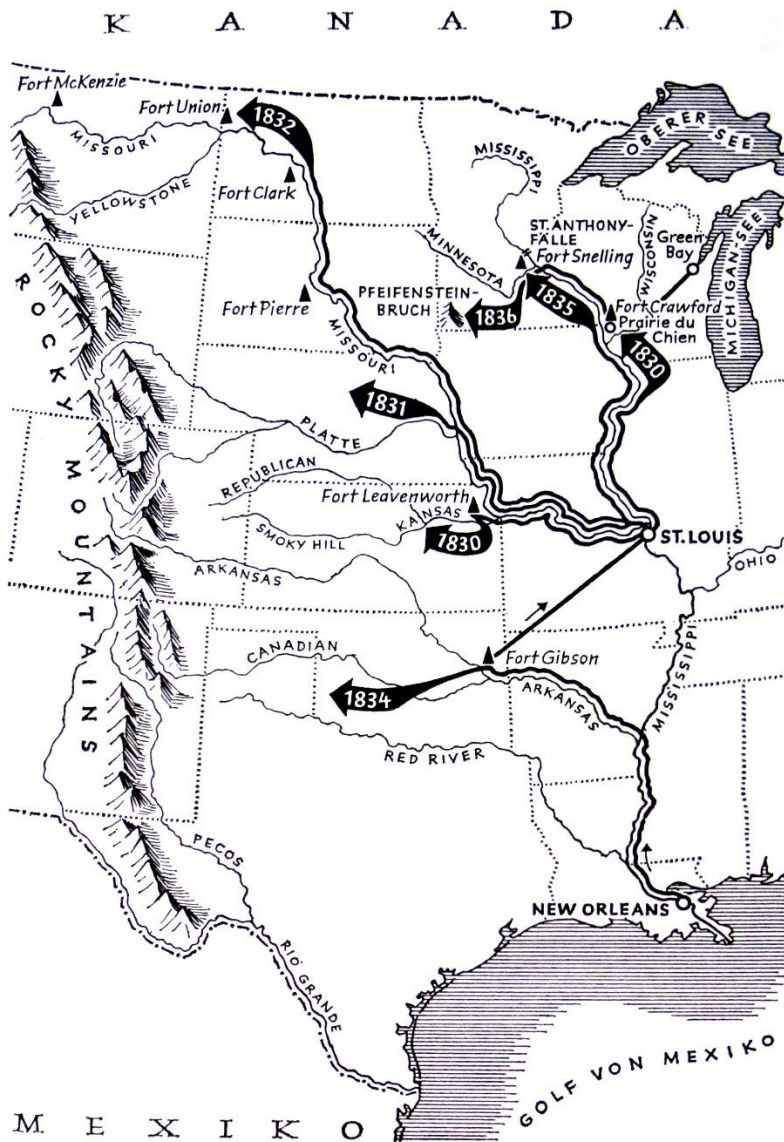 KANADA
Fort McKenzie
Fort Union
1832
MISSOURI
YELLOWSTONE
Fort Clark
MISSISSIPPI
OBERER SEE
ST. ANTHONY-
FÄLLE
Fort Snelling
MINNESOTA
WISCONSIN
Green
Bay
MICHIGAN-SEE
Fort Pierre
PFEIFENSTEIN-
BRUCH
1836
1835
Fort Crawford
Prairie du
Chien
1830
MISSOURI
ROCKY MOUNTAINS
1831
PLATTE
REPUBLICAN
Fort Leavenworth
KANSAS
SMOKY HILL
1830
ST. LOUIS
OHIO
ARKANSAS
CANADIAN
Fort Gibson
1834
ARKANSAS
MISSISSIPPI
RED RIVER
PECOS
NEW ORLEANS
RIO GRANDE
GOLF VON MEXIKO
MEXIKO